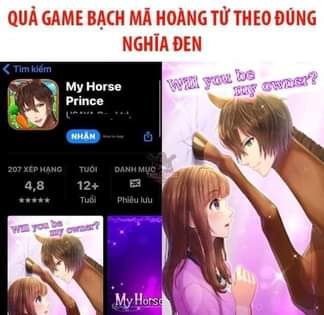 QUẢ GAME BẠCH MÃ HOÀNG TỬ THEO ĐÚNG
NGHĨA ĐEN
Tìm kiếm
My Horse
Prince
NHẬN
207 XẾP HẠNG
TUỔI
DANH MỤC
4,8
12+
★★★★★
Tuổi
Phiêu lưu
Will you be
my owner?
Will you be
my owner?
My Horse